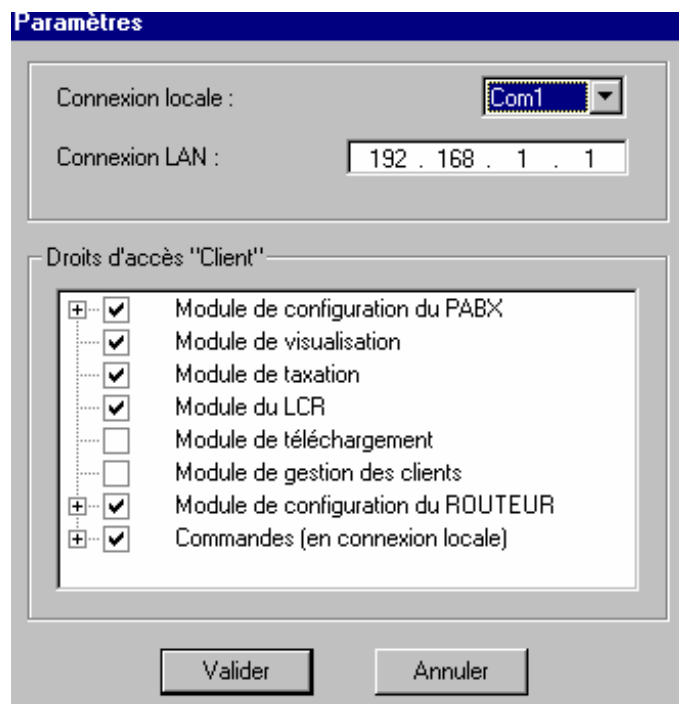 Paramètres
Connexion locale : Com1
Connexion LAN : 192 . 168 . 1 . 1
Droits d'accès "Client"
Module de configuration du PABX
Module de visualisation
Module de taxation
Module du LCR
Module de téléchargement
Module de gestion des clients
Module de configuration du ROUTEUR
Commandes (en connexion locale)
Valider Annuler